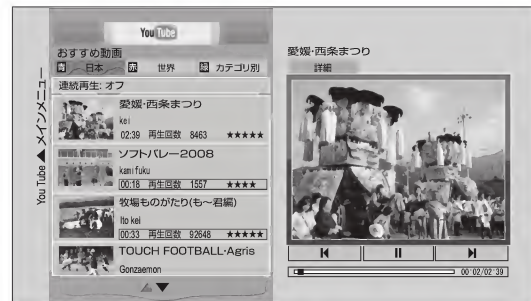 YouTube
おすすめ動画
青 日本 赤 世界 緑 カテゴリ別
連続再生: オフ
愛媛・西条まつり
kei
02:39 再生回数 8463 ★★★★★
ソフトバレー2008
kamifuku
00:18 再生回数 1557 ★★★★
牧場ものがたり(も～君編)
Ito kei
00:33 再生回数 92648 ★★★★★
TOUCH FOOTBALL・Agris
Gonzaemon
You Tube ◀ メインメニュー
愛媛・西条まつり
詳細
00'02/02'39